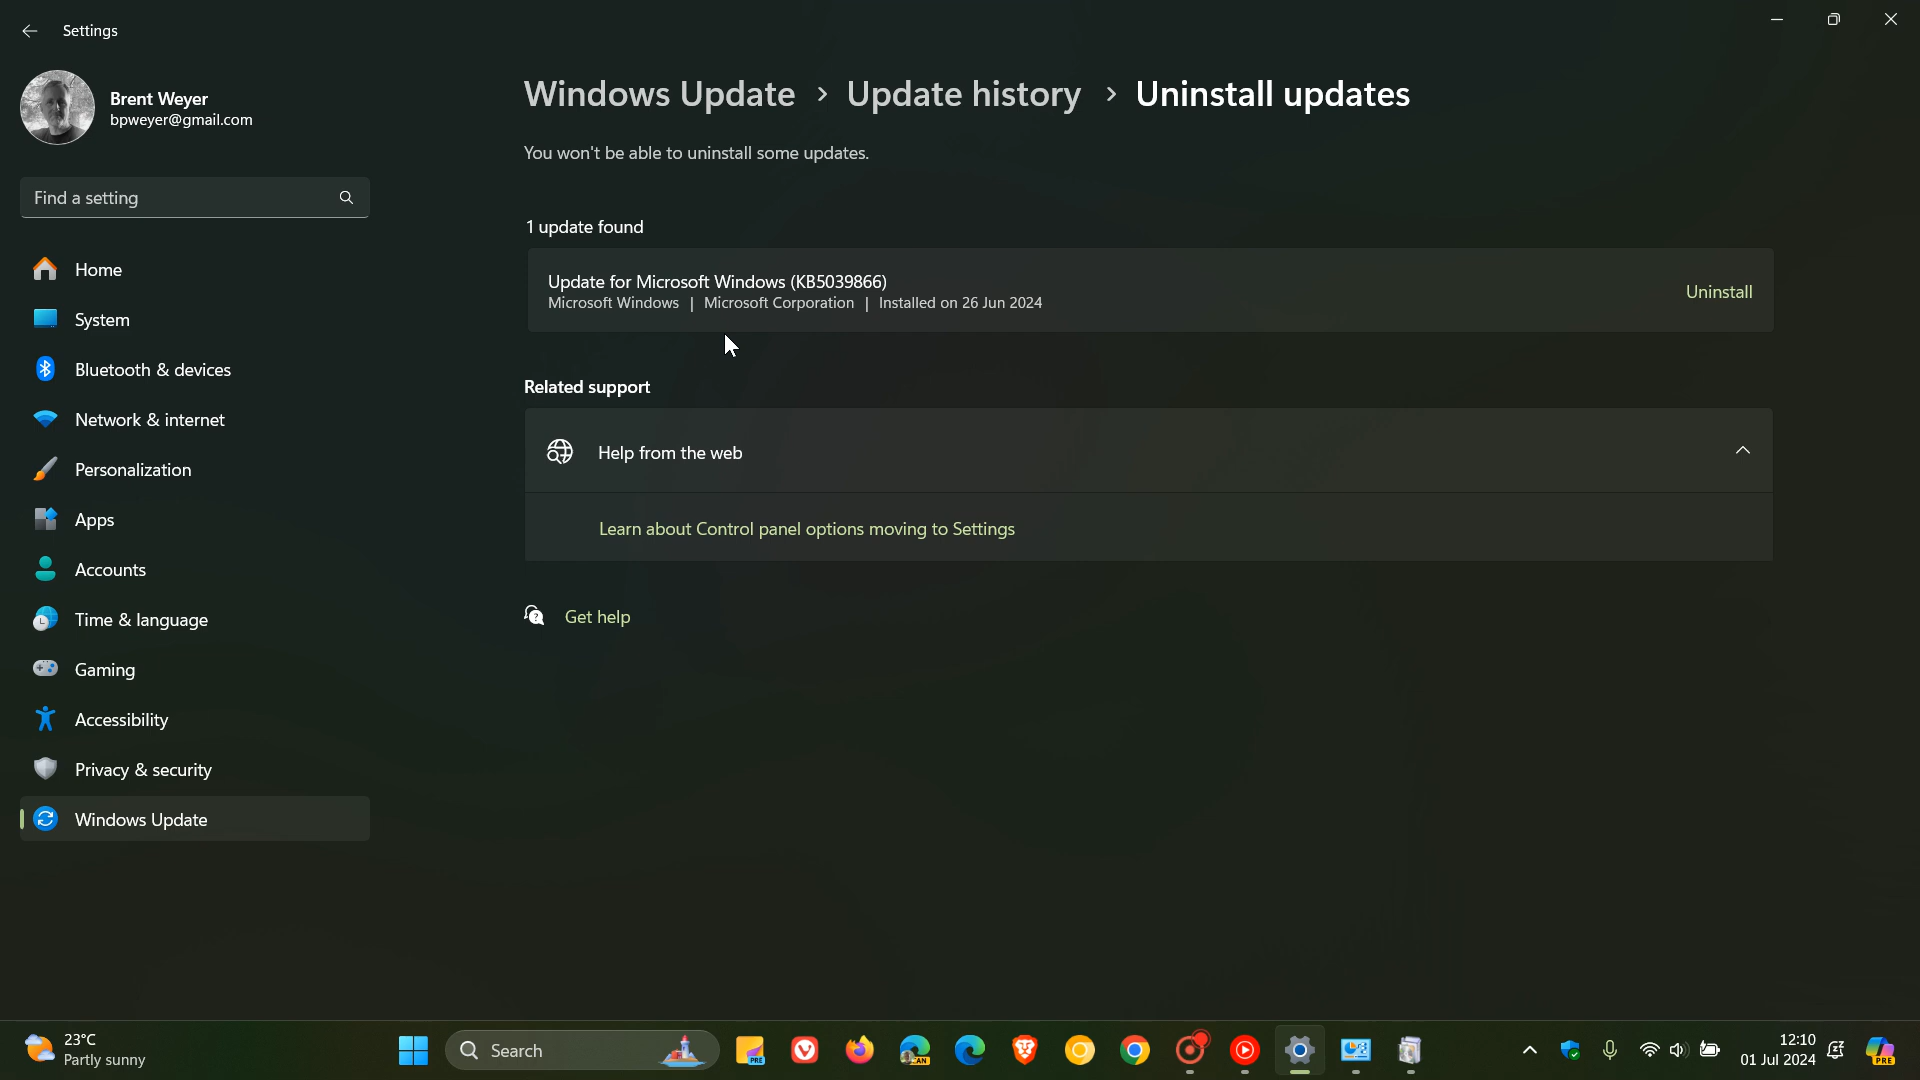 Settings
Brent Weyer
bpweyer@gmail.com
Find a setting
Home
System
Bluetooth & devices
Network & internet
Personalization
Apps
Accounts
Time & language
Gaming
Accessibility
Privacy & security
Windows Update
Windows Update > Update history > Uninstall updates
You won't be able to uninstall some updates.
1 update found
Update for Microsoft Windows (KB5039866)
Microsoft Windows | Microsoft Corporation | Installed on 26 Jun 2024
Uninstall
Related support
Help from the web
Learn about Control panel options moving to Settings
Get help
23°C
Partly sunny
Search
PRE
CAN
12:10
01 Jul 2024
PRE